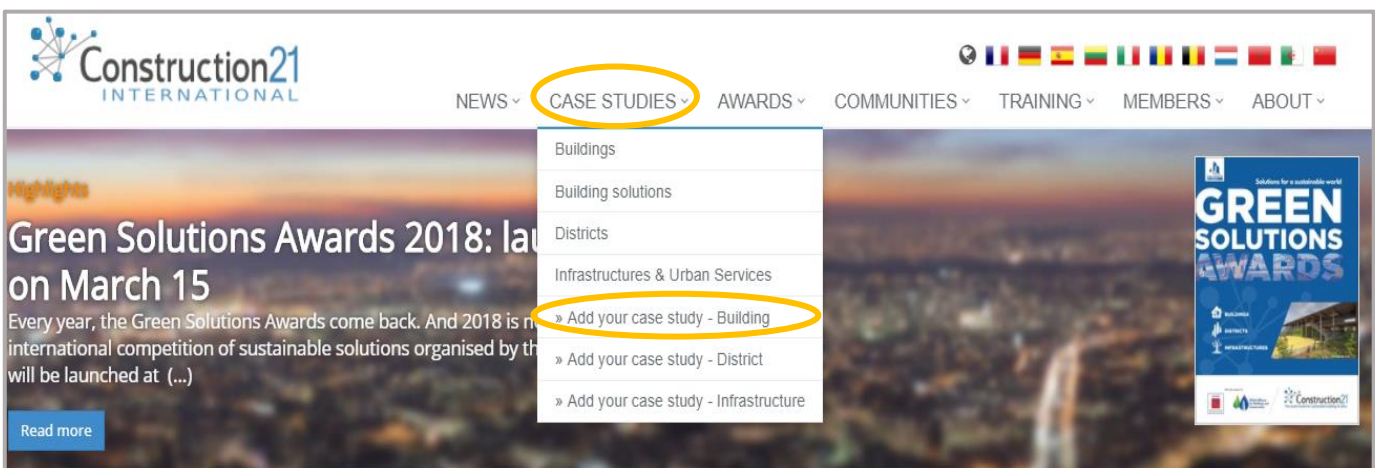 Construction21
INTERNATIONAL
NEWS
CASE STUDIES
AWARDS
COMMUNITIES
TRAINING
MEMBERS
ABOUT
Buildings
Building solutions
Districts
Infrastructures & Urban Services
» Add your case study - Building
» Add your case study - District
» Add your case study - Infrastructure
Highlights
Green Solutions Awards 2018: lau
on March 15
Every year, the Green Solutions Awards come back. And 2018 is n
international competition of sustainable solutions organised by th
will be launched at (...)
Read more
Solutions for a sustainable world
GREEN
SOLUTIONS
AWARDS
BUILDINGS
DISTRICTS
INFRASTRUCTURES
Construction21